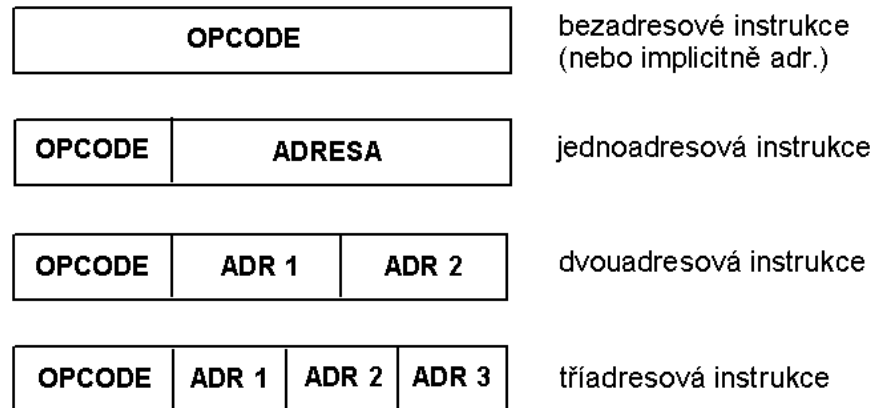 OPCODE
bezadresové instrukce
(nebo implicitně adr.)
OPCODE ADRESA
jednoadresová instrukce
OPCODE ADR 1 ADR 2
dvouadresová instrukce
OPCODE ADR 1 ADR 2 ADR 3
tříadresová instrukce